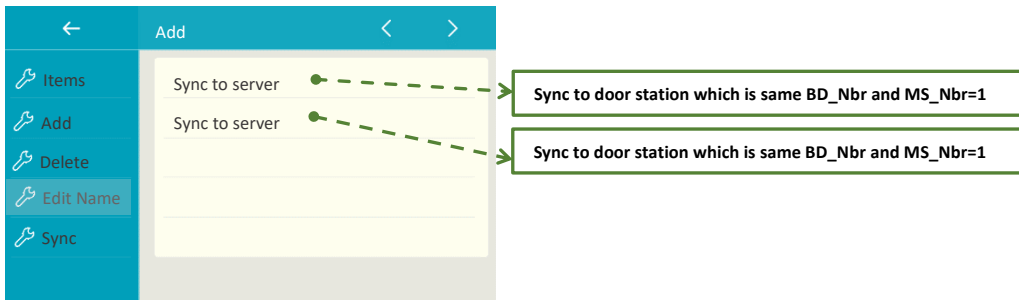 Add
Items
Add
Delete
Edit Name
Sync
Sync to server
Sync to server
Sync to door station which is same BD_Nbr and MS_Nbr=1
Sync to door station which is same BD_Nbr and MS_Nbr=1